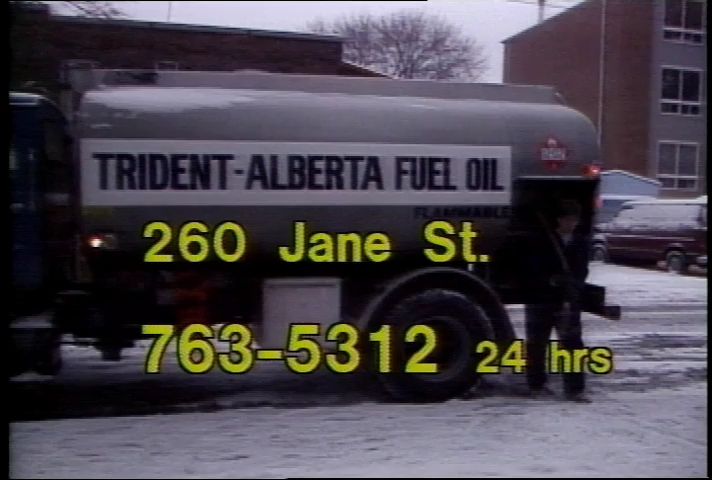 TRIDENT-ALBERTA FUEL OIL
FLAMMABLE
260 Jane St.
763-5312 24 hrs